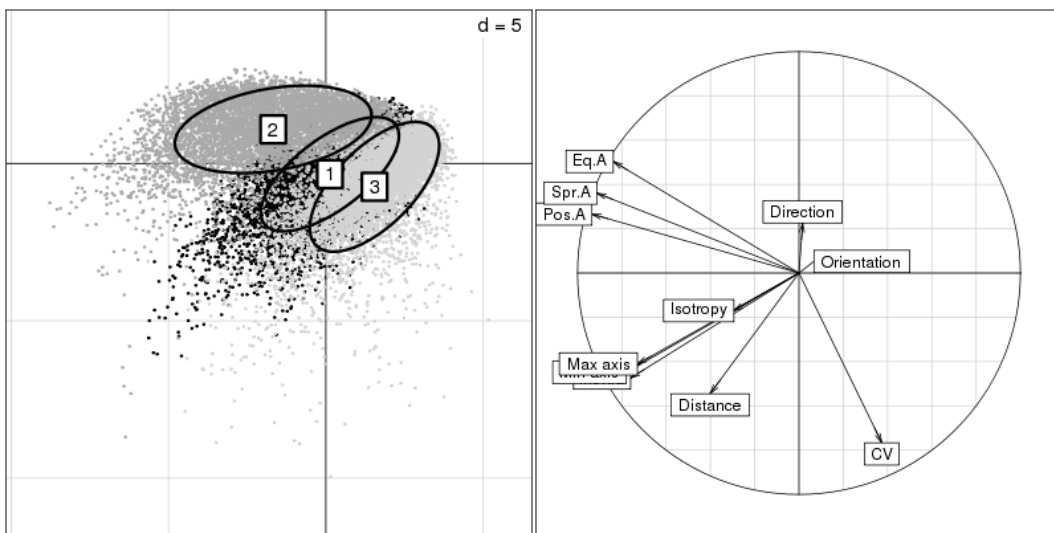 d = 5
2
1
3
Eq.A
Spr.A
Pos.A
Direction
Orientation
Isotropy
Max axis
Distance
CV